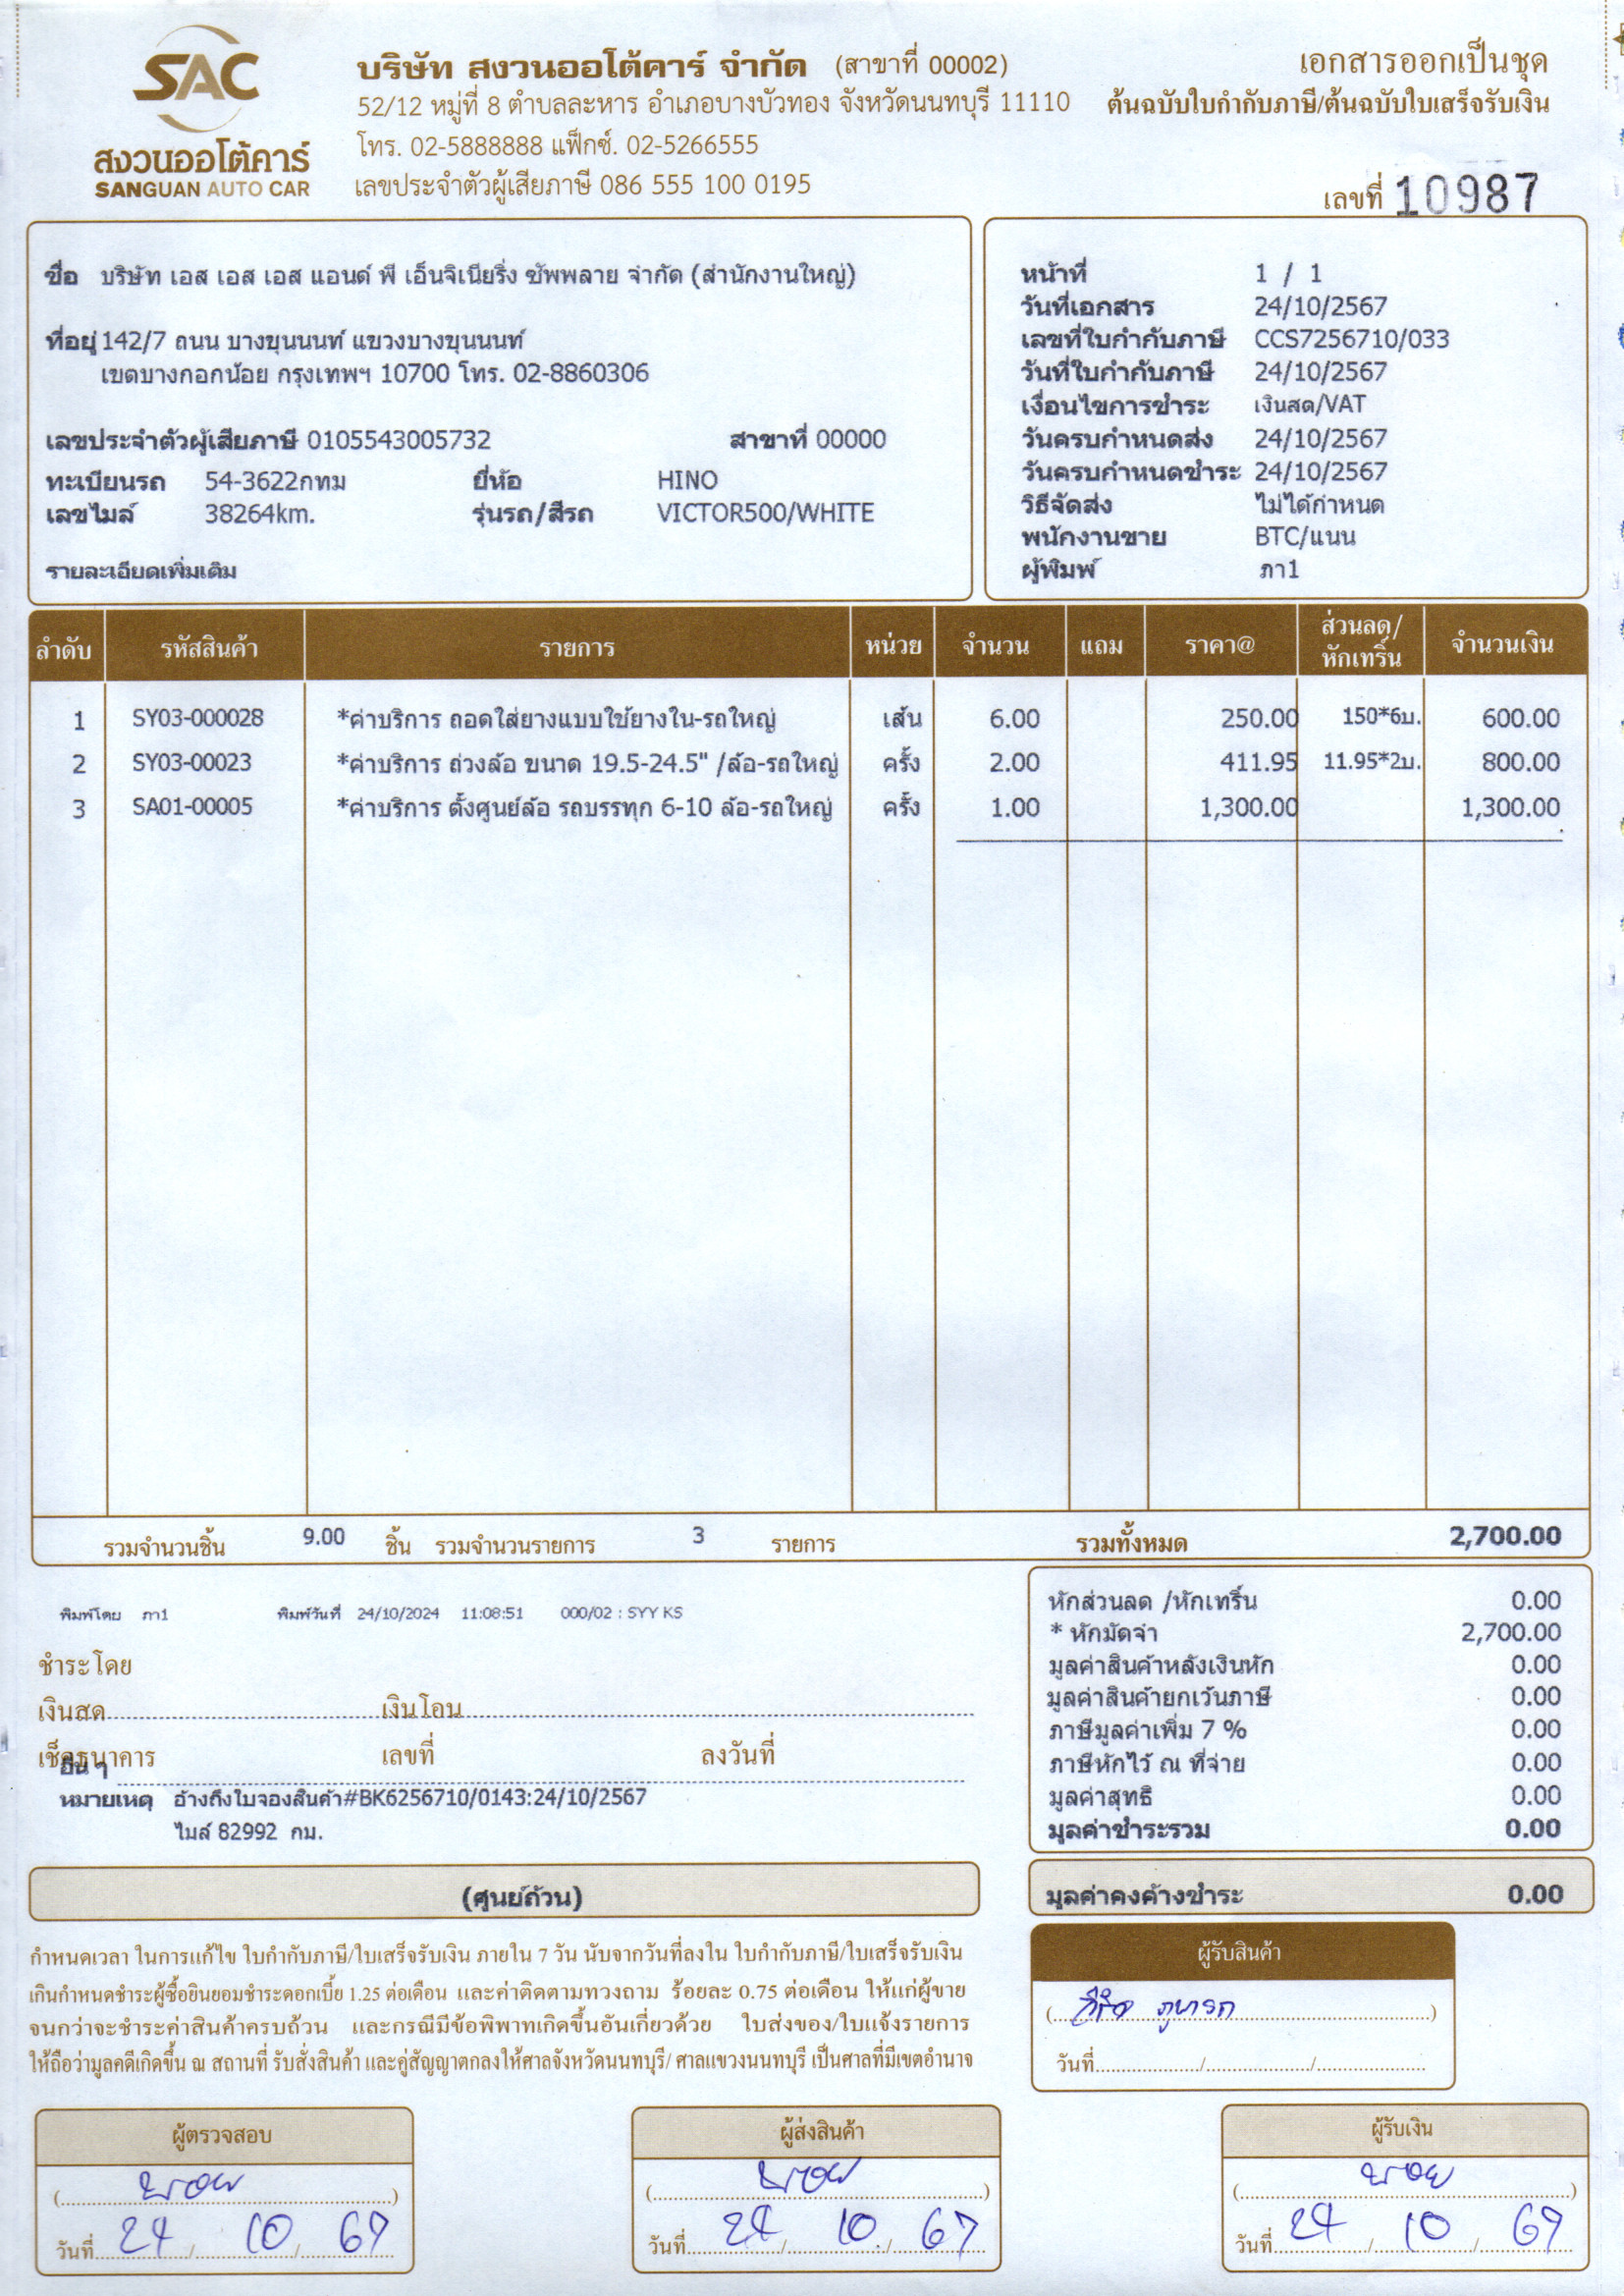 SAC
สงวนออโต้คาร์
SANGUAN AUTO CAR
บริษัท สงวนออโต้คาร์ จำกัด (สาขาที่ 00002)
52/12 หมู่ที่ 8 ตำบลละหาร อำเภอบางบัวทอง จังหวัดนนทบุรี 11110
โทร. 02-5888888 แฟ็กซ์. 02-5266555
เลขประจำตัวผู้เสียภาษี 086 555 100 0195
เอกสารออกเป็นชุด
ต้นฉบับใบกำกับภาษี/ต้นฉบับใบเสร็จรับเงิน
เลขที่ 10987
ชื่อ บริษัท เอส เอส เอส แอนด์ พี เอ็นจิเนียริ่ง ซัพพลาย จำกัด (สำนักงานใหญ่)
ที่อยู่ 142/7 ถนน บางขุนนนท์ แขวงบางขุนนนท์
เขตบางกอกน้อย กรุงเทพฯ 10700 โทร. 02-8860306
เลขประจำตัวผู้เสียภาษี 0105543005732 สาขาที่ 00000
ทะเบียนรถ 54-3622กทม ยี่ห้อ HINO
เลขไมล์ 38264km. รุ่นรถ/สีรถ VICTOR500/WHITE
รายละเอียดเพิ่มเติม
หน้าที่ 1 / 1
วันที่เอกสาร 24/10/2567
เลขที่ใบกำกับภาษี CCS7256710/033
วันที่ใบกำกับภาษี 24/10/2567
เงื่อนไขการชำระ เงินสด/VAT
วันครบกำหนดส่ง 24/10/2567
วันครบกำหนดชำระ 24/10/2567
วิธีจัดส่ง ไม่ได้กำหนด
พนักงานขาย BTC/แนน
ผู้พิมพ์ ภา1
ลำดับ รหัสสินค้า รายการ หน่วย จำนวน แถม ราคา@ ส่วนลด/หักเทริ์น จำนวนเงิน
1 SY03-000028 *ค่าบริการ ถอดใส่ยางแบบใช้ยางใน-รถใหญ่ เส้น 6.00 250.00 150*6บ. 600.00
2 SY03-00023 *ค่าบริการ ถ่วงล้อ ขนาด 19.5-24.5" /ล้อ-รถใหญ่ ครั้ง 2.00 411.95 11.95*2บ. 800.00
3 SA01-00005 *ค่าบริการ ตั้งศูนย์ล้อ รถบรรทุก 6-10 ล้อ-รถใหญ่ ครั้ง 1.00 1,300.00 1,300.00
รวมจำนวนชิ้น 9.00 ชิ้น รวมจำนวนรายการ 3 รายการ รวมทั้งหมด 2,700.00
พิมพ์โดย ภา1 พิมพ์วันที่ 24/10/2024 11:08:51 000/02 : SYY KS
ชำระโดย
เงินสด เงินโอน
เช็คธนาคาร เลขที่ ลงวันที่
อื่น ๆ
หมายเหตุ อ้างถึงใบจองสินค้า#BK6256710/0143:24/10/2567
ไมล์ 82992 กม.
หักส่วนลด /หักเทริ์น 0.00
* หักมัดจำ 2,700.00
มูลค่าสินค้าหลังเงินหัก 0.00
มูลค่าสินค้ายกเว้นภาษี 0.00
ภาษีมูลค่าเพิ่ม 7 % 0.00
ภาษีหักไว้ ณ ที่จ่าย 0.00
มูลค่าสุทธิ 0.00
มูลค่าชำระรวม 0.00
(ศูนย์ถ้วน)
มูลค่าคงค้างชำระ 0.00
กำหนดเวลา ในการแก้ไข ใบกำกับภาษี/ใบเสร็จรับเงิน ภายใน 7 วัน นับจากวันที่ลงใน ใบกำกับภาษี/ใบเสร็จรับเงิน
เกินกำหนดชำระผู้ซื้อยินยอมชำระดอกเบี้ย 1.25 ต่อเดือน และค่าติดตามทวงถาม ร้อยละ 0.75 ต่อเดือน ให้แก่ผู้ขาย
จนกว่าจะชำระค่าสินค้าครบถ้วน และกรณีมีข้อพิพาทเกิดขึ้นอันเกี่ยวด้วย ใบส่งของ/ใบแจ้งรายการ
ให้ถือว่ามูลคดีเกิดขึ้น ณ สถานที่ รับสั่งสินค้า และคู่สัญญาตกลงให้ศาลจังหวัดนนทบุรี/ ศาลแขวงนนทบุรี เป็นศาลที่มีเขตอำนาจ
ผู้รับสินค้า
วันที่
ผู้ตรวจสอบ
วันที่ 24 / 10 / 67
ผู้ส่งสินค้า
วันที่ 24 / 10 / 67
ผู้รับเงิน
วันที่ 24 / 10 / 67